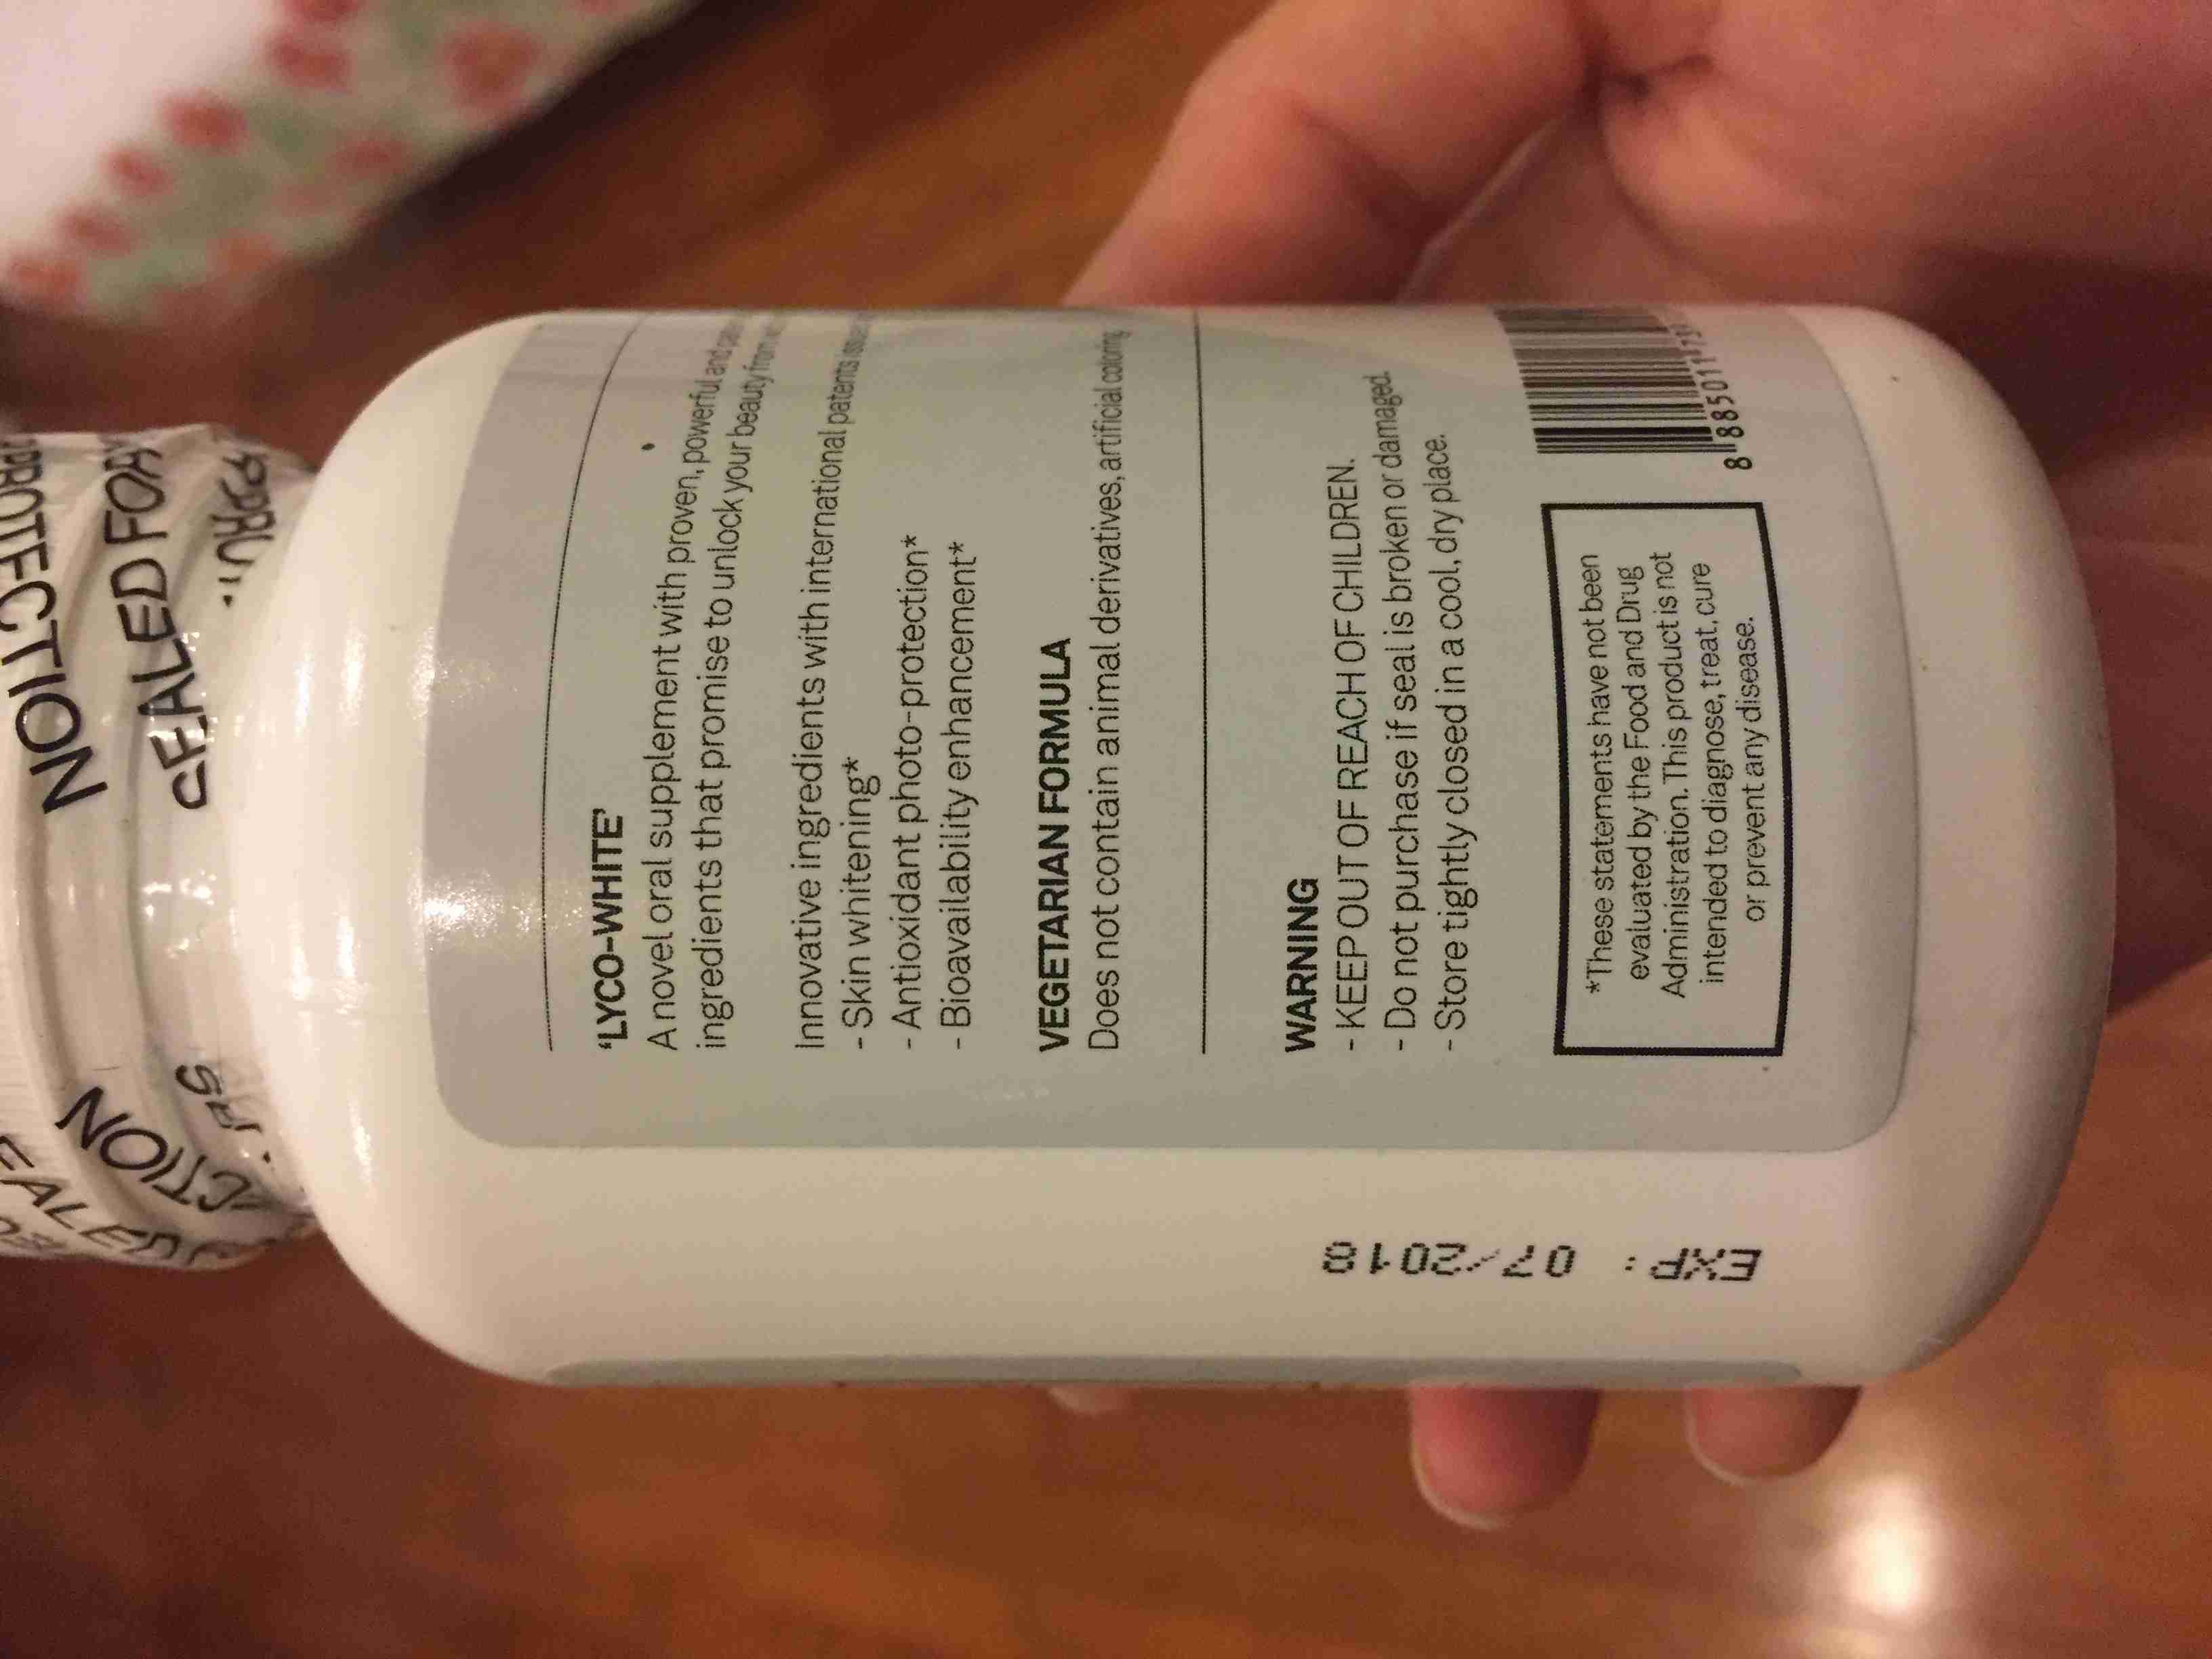 PROTECTION
SEALED FOR
'LYCO-WHITE'
A novel oral supplement with proven, powerful and
ingredients that promise to unlock your beauty from
Innovative ingredients with international patents
- Skin whitening*
- Antioxidant photo-protection*
- Bioavailability enhancement*
VEGETARIAN FORMULA
Does not contain animal derivatives, artificial coloring
WARNING
- KEEP OUT OF REACH OF CHILDREN.
- Do not purchase if seal is broken or damaged.
- Store tightly closed in a cool, dry place.
*These statements have not been
evaluated by the Food and Drug
Administration. This product is not
intended to diagnose, treat, cure
or prevent any disease.
EXP: 07/2018